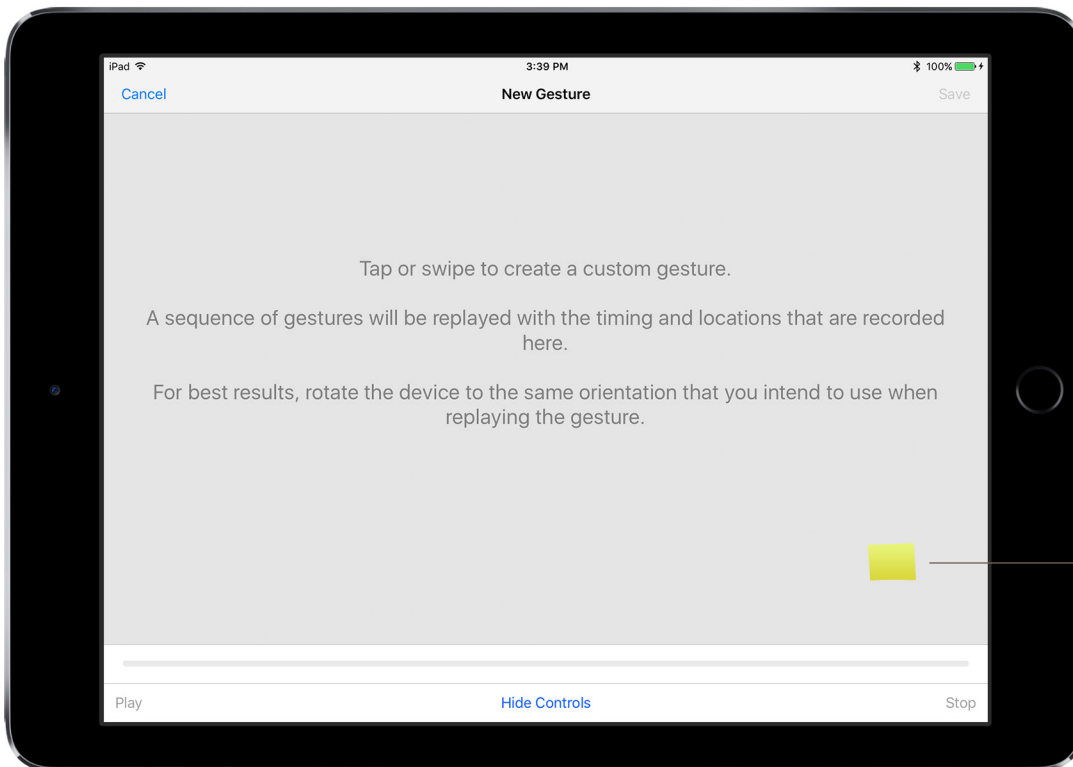 iPad 3:39 PM 100%
Cancel New Gesture Save
Tap or swipe to create a custom gesture.
A sequence of gestures will be replayed with the timing and locations that are recorded
here.
For best results, rotate the device to the same orientation that you intend to use when
replaying the gesture.
Play Hide Controls Stop